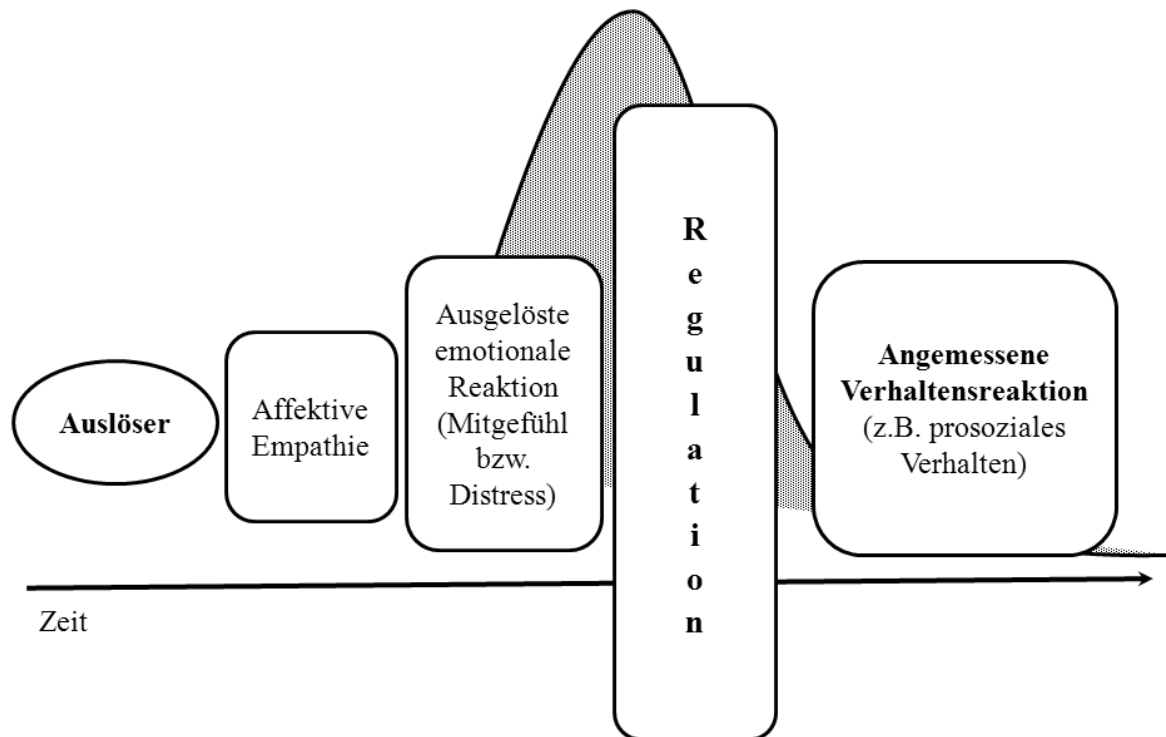 Auslöser
Affektive
Empathie
Ausgelöste
emotionale
Reaktion
(Mitgefühl
bzw.
Distress)
R
e
g
u
l
a
t
i
o
n
Angemessene
Verhaltensreaktion
(z.B. prosoziales
Verhalten)
Zeit